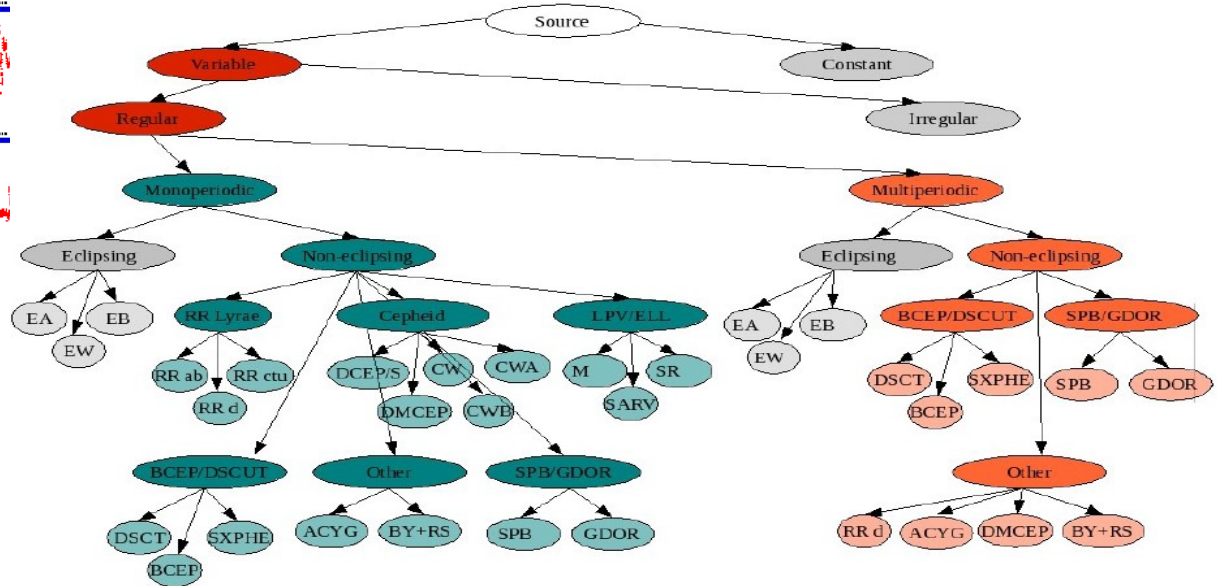 Source
Variable
Constant
Regular
Irregular
Monoperiodic
Multiperiodic
Eclipsing
Non-eclipsing
Eclipsing
Non-eclipsing
EA
EB
EW
RR Lyrae
Cepheid
LPV/ELL
EA
EB
EW
BCEP/DSCUT
SPB/GDOR
RR ab
RR ctu
RR d
DCEP/S
CW
CWA
DMCEP
CWB
M
SR
SARV
DSCT
SXPHE
BCEP
SPB
GDOR
BCEP/DSCUT
Other
SPB/GDOR
Other
DSCT
SXPHE
BCEP
ACYG
BY+RS
SPB
GDOR
RR d
ACYG
DMCEP
BY+RS